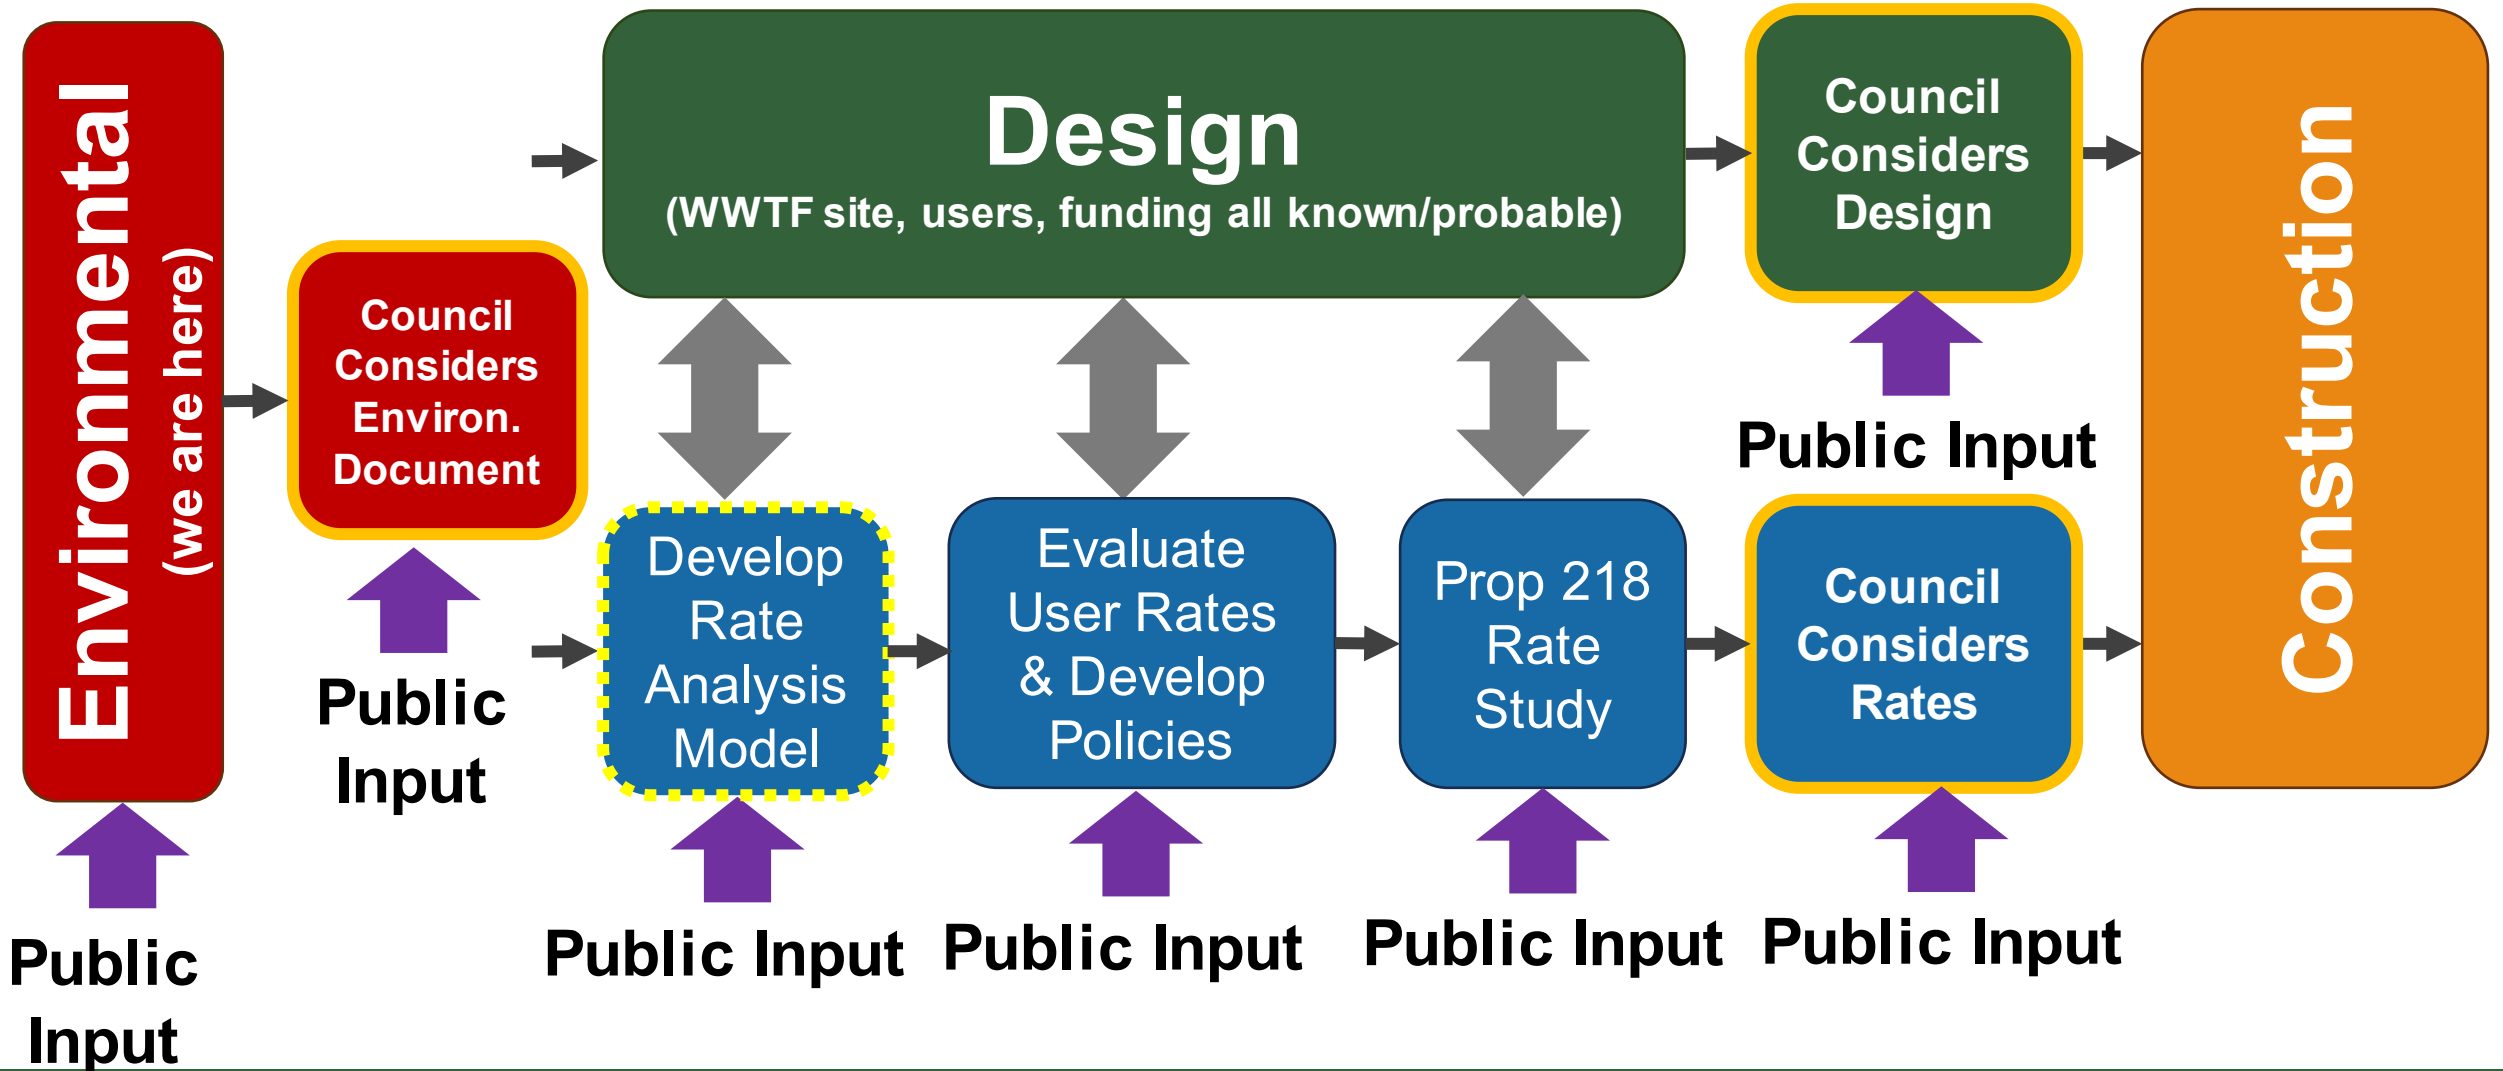 Environmental
(we are here)
Public
Input
Council
Considers
Environ.
Document
Public
Input
Design
(WWTF site, users, funding all known/probable)
Council
Considers
Design
Public Input
Develop
Rate
Analysis
Model
Public Input
Evaluate
User Rates
& Develop
Policies
Public Input
Prop 218
Rate
Study
Public Input
Council
Considers
Rates
Public Input
Construction